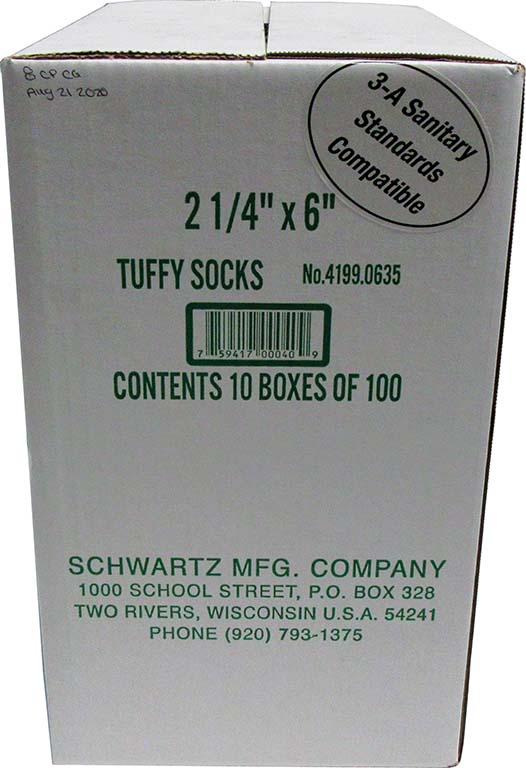 8 CP CG
Aug 21 2020
3-A Sanitary
Standards
Compatible
2 1/4" x 6"
TUFFY SOCKS No.4199.0635
7 59417 00040 9
CONTENTS 10 BOXES OF 100
SCHWARTZ MFG. COMPANY
1000 SCHOOL STREET, P.O. BOX 328
TWO RIVERS, WISCONSIN U.S.A. 54241
PHONE (920) 793-1375